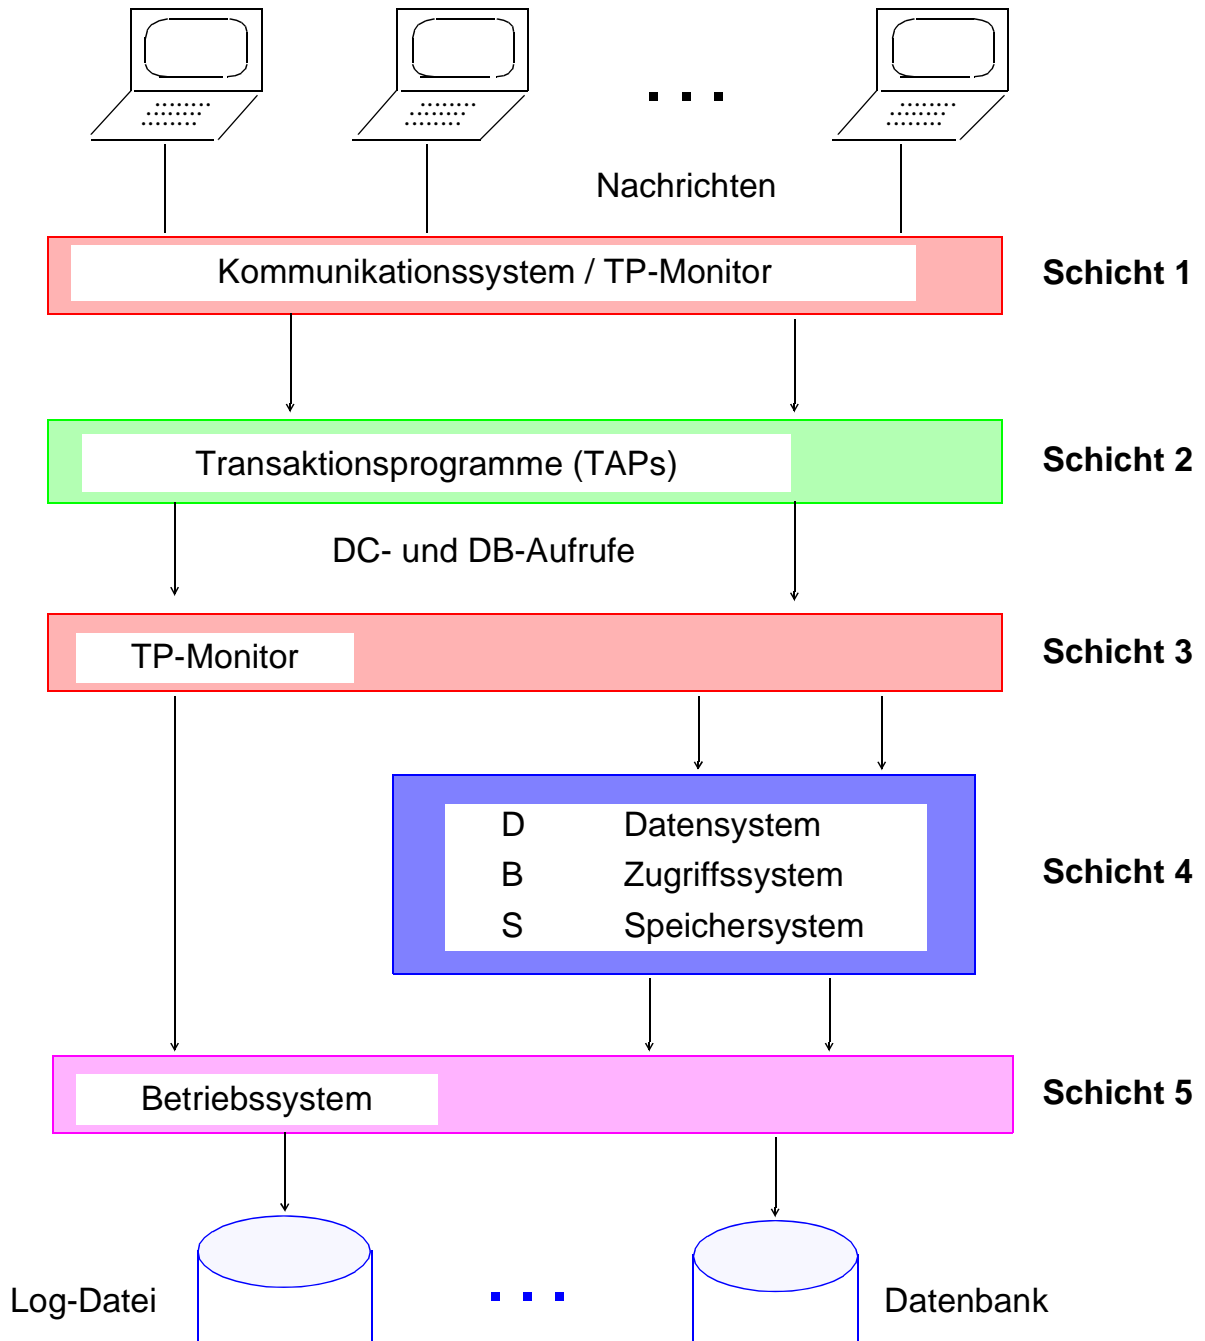 Nachrichten
Kommunikationssystem / TP-Monitor
Schicht 1
Transaktionsprogramme (TAPs)
Schicht 2
DC- und DB-Aufrufe
TP-Monitor
Schicht 3
D Datensystem
B Zugriffssystem
S Speichersystem
Schicht 4
Betriebssystem
Schicht 5
Log-Datei
Datenbank